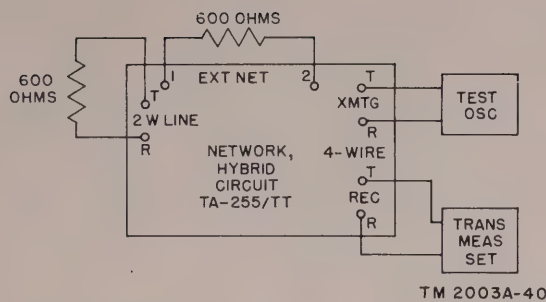 600 OHMS
600
OHMS
1 EXT NET 2
T
2 W LINE
R
T
XMTG
R
4-WIRE
T
REC
R
NETWORK,
HYBRID
CIRCUIT
TA-255/TT
TEST
OSC
TRANS
MEAS
SET
TM 2003A-40